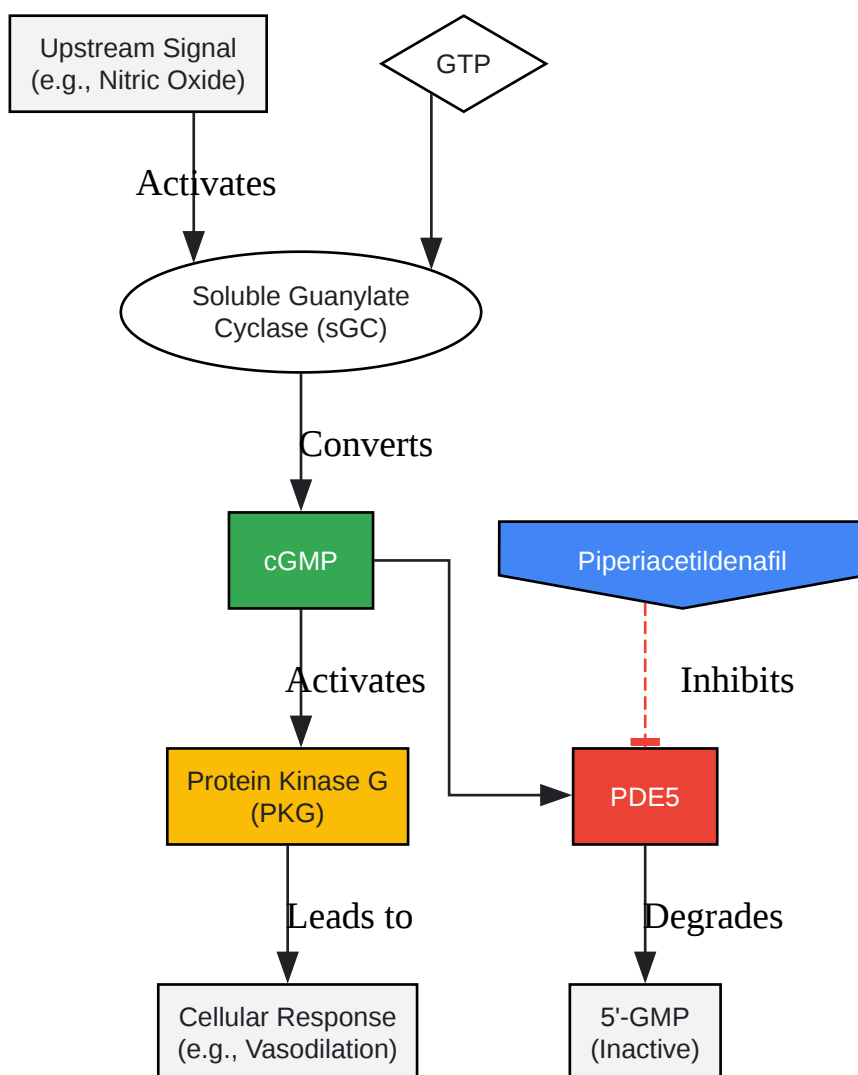 Upstream Signal
(e.g., Nitric Oxide)
GTP
Activates
Soluble Guanylate
Cyclase (sGC)
Converts
cGMP
Piperiacetildenafil
Activates
Inhibits
Protein Kinase G
(PKG)
PDE5
Leads to
Degrades
Cellular Response
(e.g., Vasodilation)
5'-GMP
(Inactive)